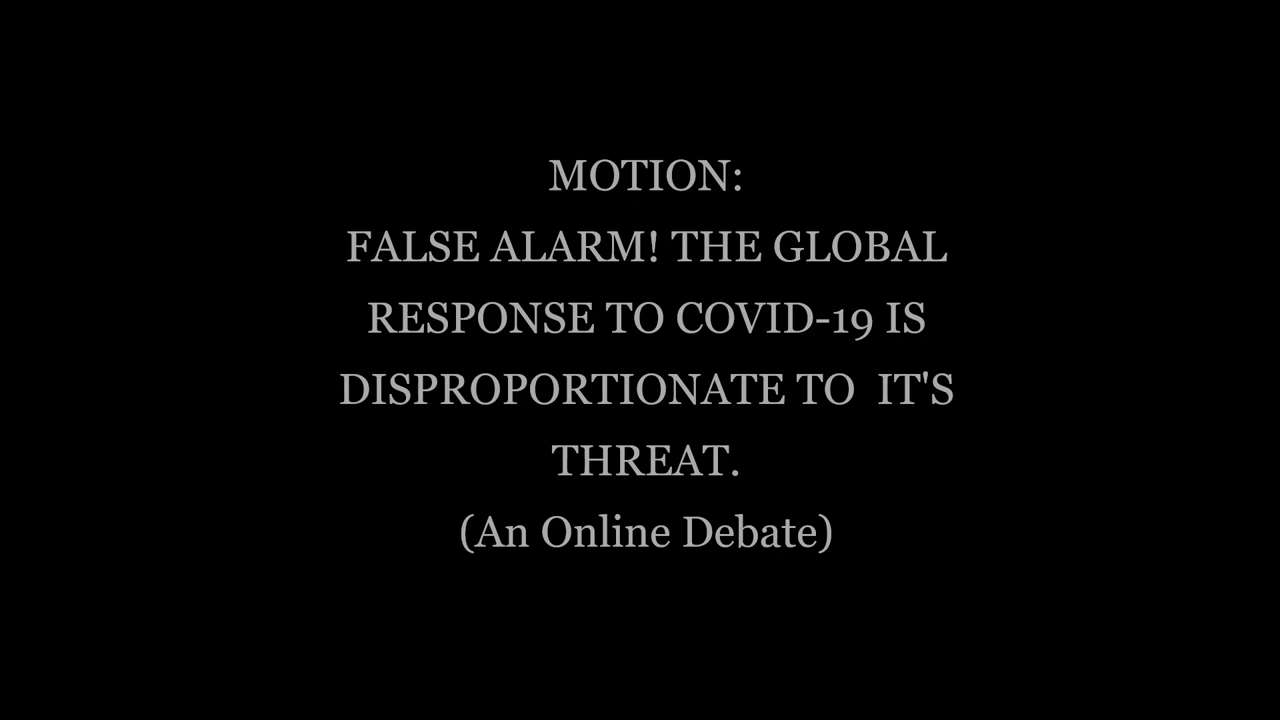 MOTION:
FALSE ALARM! THE GLOBAL
RESPONSE TO COVID-19 IS
DISPROPORTIONATE TO  IT'S
THREAT.
(An Online Debate)